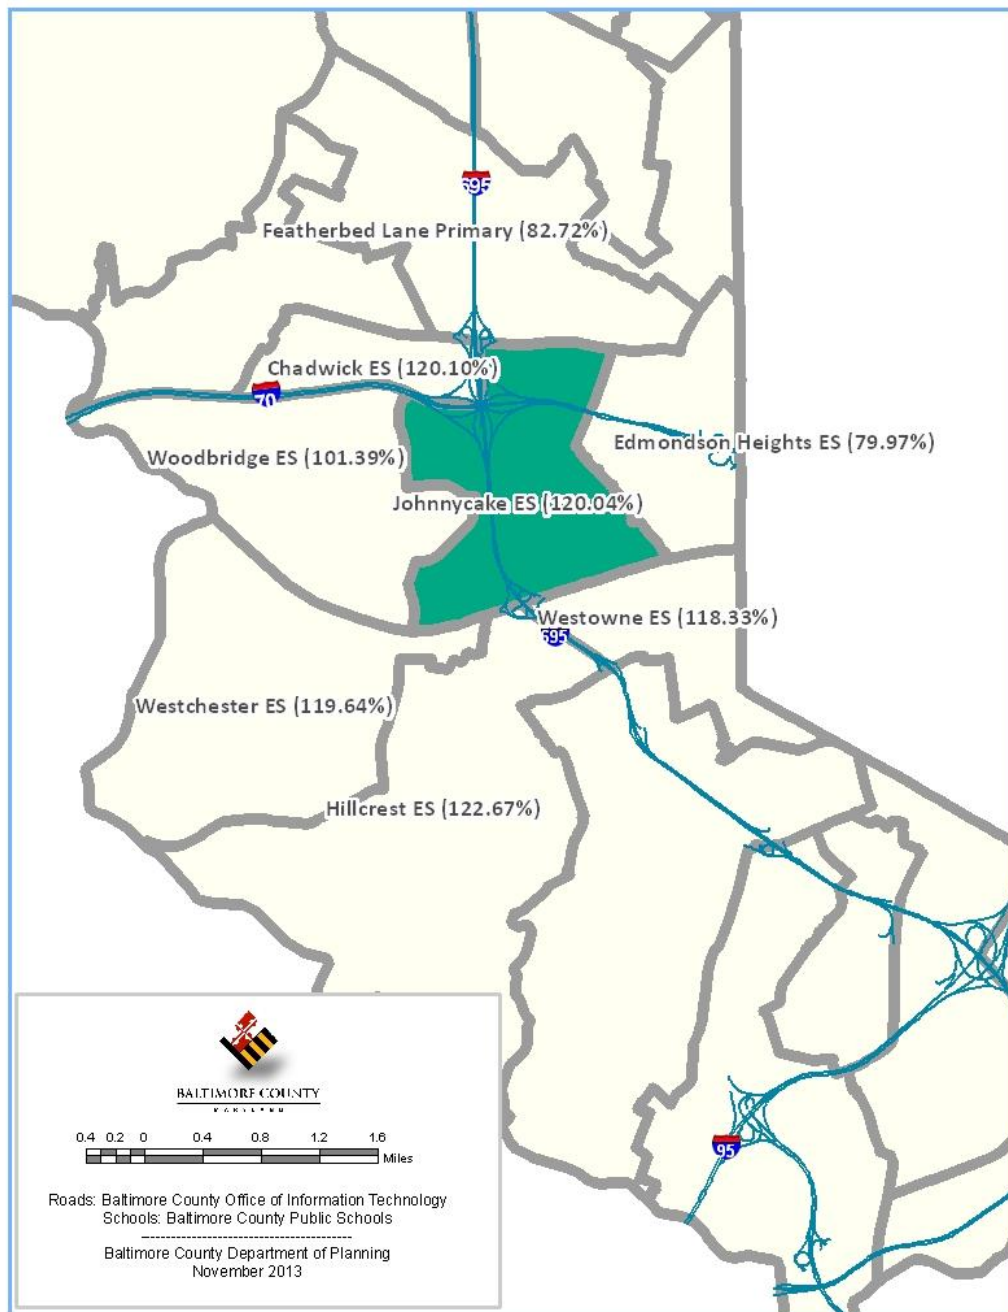 695
Featherbed Lane Primary (82.72%)
Chadwick ES (120.10%)
70
Edmondson Heights ES (79.97%)
Woodbridge ES (101.39%)
Johnnycake ES (120.04%)
Westowne ES (118.33%)
695
Westchester ES (119.64%)
Hillcrest ES (122.67%)
95
BALTIMORE COUNTY
MARYLAND
0.4 0.2 0 0.4 0.8 1.2 1.6
Miles
Roads: Baltimore County Office of Information Technology
Schools: Baltimore County Public Schools
----------------------------------------
Baltimore County Department of Planning
November 2013